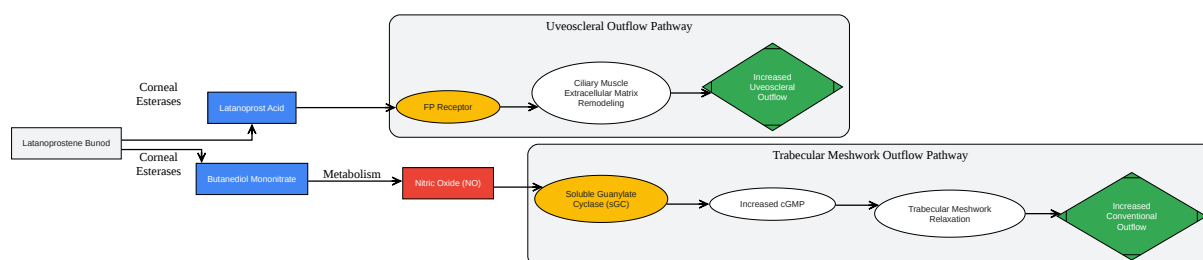 Uveoscleral Outflow Pathway
Corneal
Esterases
Latanoprost Acid
FP Receptor
Ciliary Muscle
Extracellular Matrix
Remodeling
Increased
Uveoscleral
Outflow
Latanoprostene Bunod
Corneal
Esterases
Butanediol Mononitrate
Metabolism
Nitric Oxide (NO)
Trabecular Meshwork Outflow Pathway
Soluble Guanylate
Cyclase (sGC)
Increased cGMP
Trabecular Meshwork
Relaxation
Increased
Conventional
Outflow